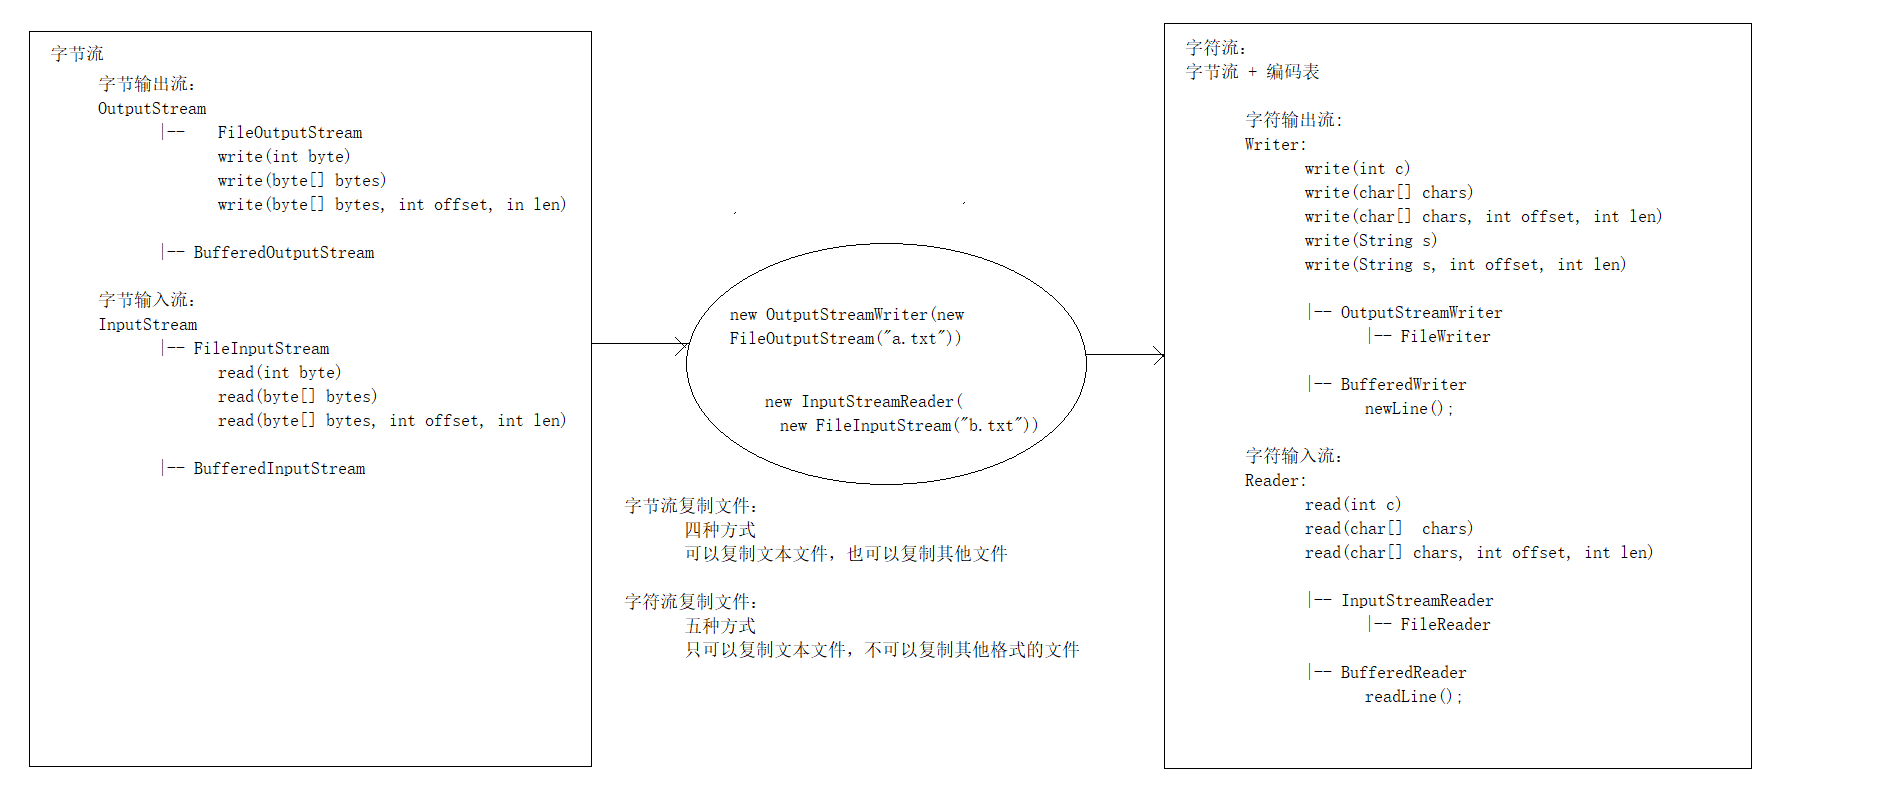 字节流
字节输出流:
OutputStream
|-- FileOutputStream
write(int byte)
write(byte[] bytes)
write(byte[] bytes, int offset, in len)
|-- BufferedOutputStream
字节输入流:
InputStream
|-- FileInputStream
read(int byte)
read(byte[] bytes)
read(byte[] bytes, int offset, int len)
|-- BufferedInputStream
new OutputStreamWriter(new
FileOutputStream("a.txt"))
new InputStreamReader(
new FileInputStream("b.txt"))
字节流复制文件:
四种方式
可以复制文本文件，也可以复制其他文件
字符流复制文件:
五种方式
只可以复制文本文件，不可以复制其他格式的文件
字符流:
字节流 + 编码表
字符输出流:
Writer:
write(int c)
write(char[] chars)
write(char[] chars, int offset, int len)
write(String s)
write(String s, int offset, int len)
|-- OutputStreamWriter
|-- FileWriter
|-- BufferedWriter
newLine();
字符输入流:
Reader:
read(int c)
read(char[]  chars)
read(char[] chars, int offset, int len)
|-- InputStreamReader
|-- FileReader
|-- BufferedReader
readLine();